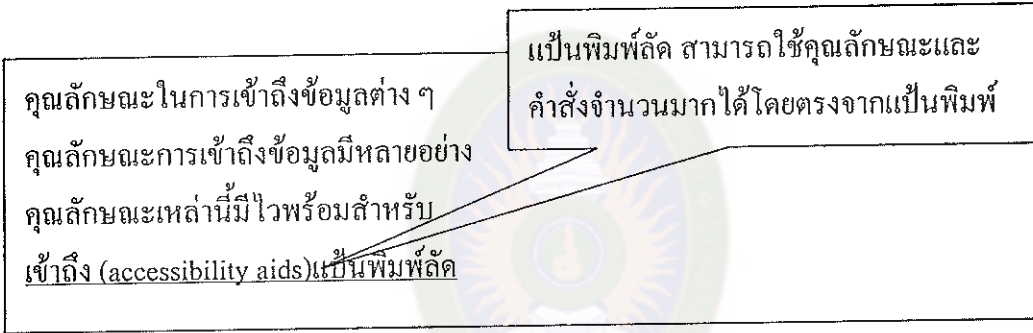 แป้นพิมพ์ลัด สามารถใช้คุณลักษณะและ
คำสั่งจำนวนมากได้โดยตรงจากแป้นพิมพ์
คุณลักษณะในการเข้าถึงข้อมูลต่าง ๆ
คุณลักษณะการเข้าถึงข้อมูลมีหลายอย่าง
คุณลักษณะเหล่านี้มีไวพร้อมสำหรับ
เข้าถึง (accessibility aids)แป้นพิมพ์ลัด